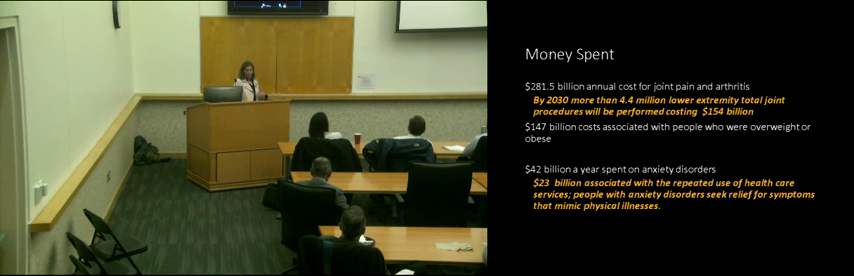 Money Spent
$281.5 billion annual cost for joint pain and arthritis
By 2030 more than 4.4 million lower extremity total joint
procedures will be performed costing $154 billion
$147 billion costs associated with people who were overweight or
obese
$42 billion a year spent on anxiety disorders
$23 billion associated with the repeated use of health care
services; people with anxiety disorders seek relief for symptoms
that mimic physical illnesses.